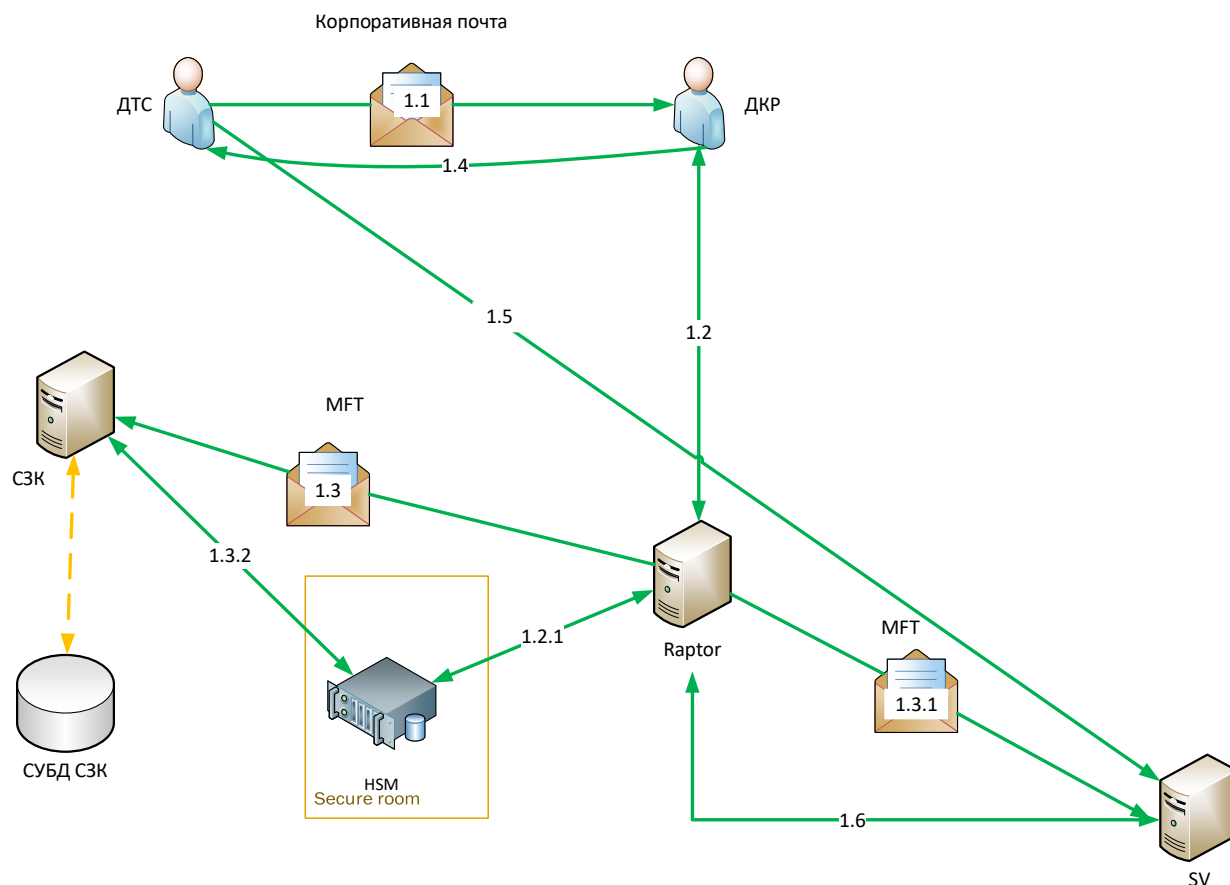 Корпоративная почта
ДТС
1.1
ДКР
1.4
1.5
1.2
СЗК
MFT
1.3
1.3.2
1.2.1
Raptor
MFT
1.3.1
СУБД СЗК
HSM
Secure room
1.6
SV